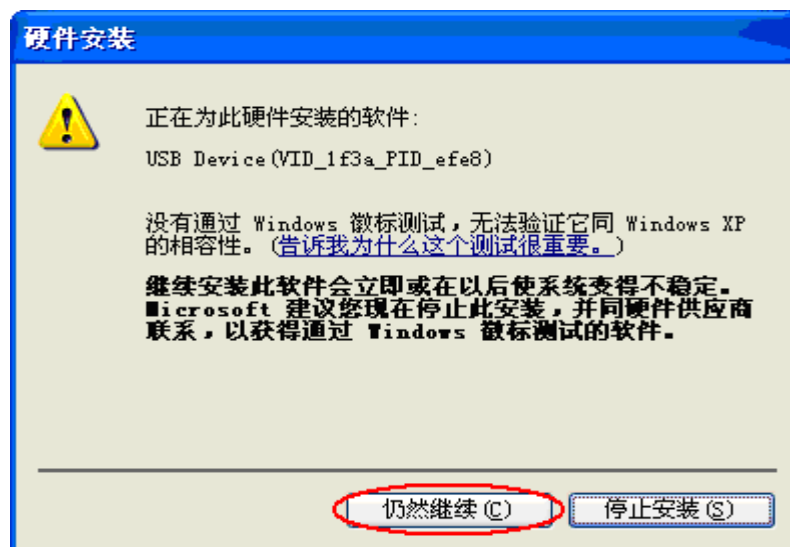 硬件安装
正在为此硬件安装的软件:
USB Device(VID_1f3a_PID_efe8)
没有通过 Windows 徽标测试，无法验证它同 Windows XP
的相容性。(告诉我为什么这个测试很重要。)
继续安装此软件会立即或在以后使系统变得不稳定。
Microsoft 建议您现在停止此安装，并同硬件供应商
联系，以获得通过 Windows 徽标测试的软件。
仍然继续(C) 停止安装(S)